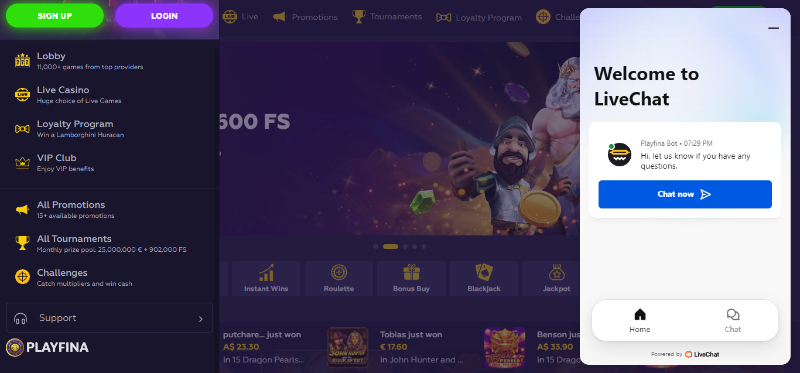 SIGN UP
LOGIN
Lobby
11,000+ games from top providers
Live Casino
Huge choice of Live Games
Loyalty Program
Win a Lamborghini Huracan
VIP Club
Enjoy VIP benefits
All Promotions
15+ available promotions
All Tournaments
Monthly prize pool: 25,000,000 € + 902,000 FS
Challenges
Catch multipliers and win cash
Support
PLAYFINA
Live
Promotions
Tournaments
Loyalty Program
Challe
500 FS
Instant Wins
Roulette
Bonus Buy
Blackjack
Jackpot
putchare... just won
A$ 23.30
in 15 Dragon Pearls...
Tobias just won
€ 17.60
in John Hunter and ...
Benson jus
A$ 33.90
in 15 Drago
Welcome to
LiveChat
Playfina Bot • 07:29 PM
Hi, let us know if you have any
questions.
Chat now
Home
Chat
Powered by LiveChat